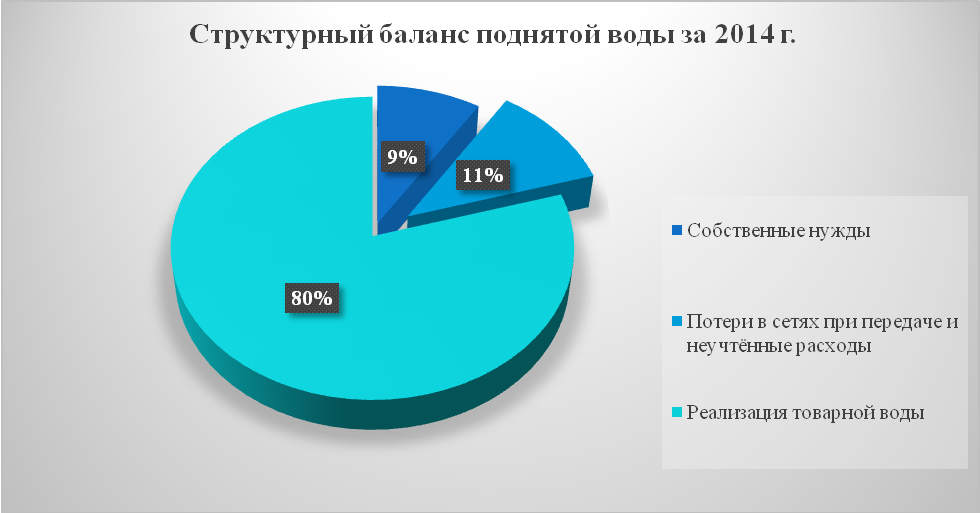 Структурный баланс поднятой воды за 2014 г.
9%
11%
80%
Собственные нужды
Потери в сетях при передаче и
неучтённые расходы
Реализация товарной воды